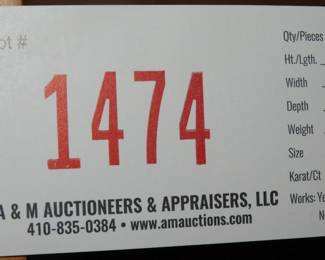 ot #
1474
A & M AUCTIONEERS & APPRAISERS, LLC
410-835-0384 • www.amauctions.com
Qty/Pieces
Ht./Lgth.
Width
Depth
Weight
Size
Karat/Ct
Works: Ye
N